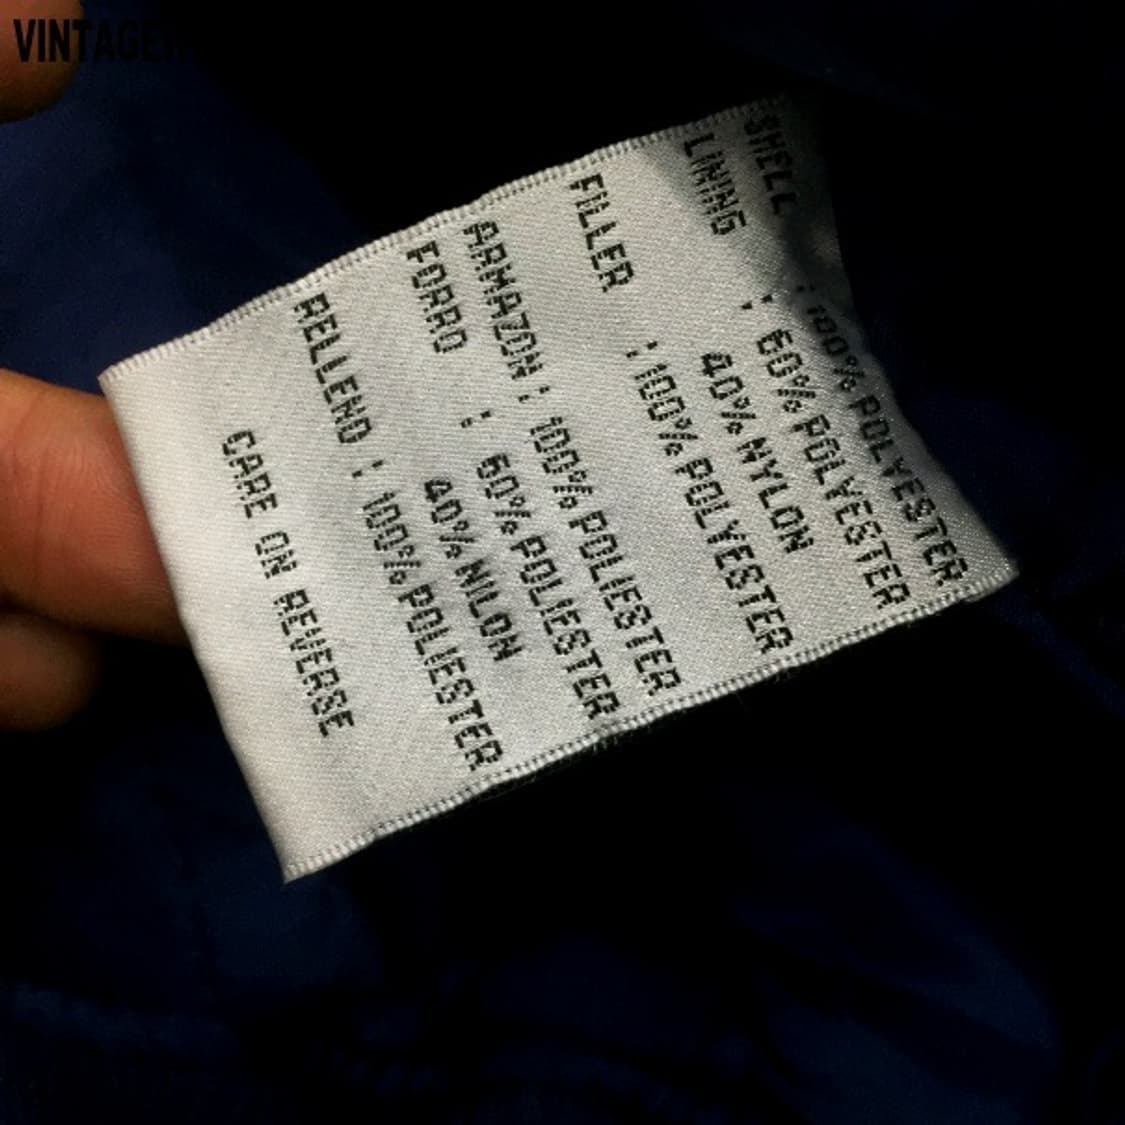 VINTAGE
SHELL : 100% POLYESTER
LINING : 60% POLYESTER
40% NYLON
FILLER : 100% POLYESTER
ARMAZON : 100% POLIESTER
FORRO : 60% POLIESTER
40% NILON
RELLENO : 100% POLIESTER
CARE ON REVERSE